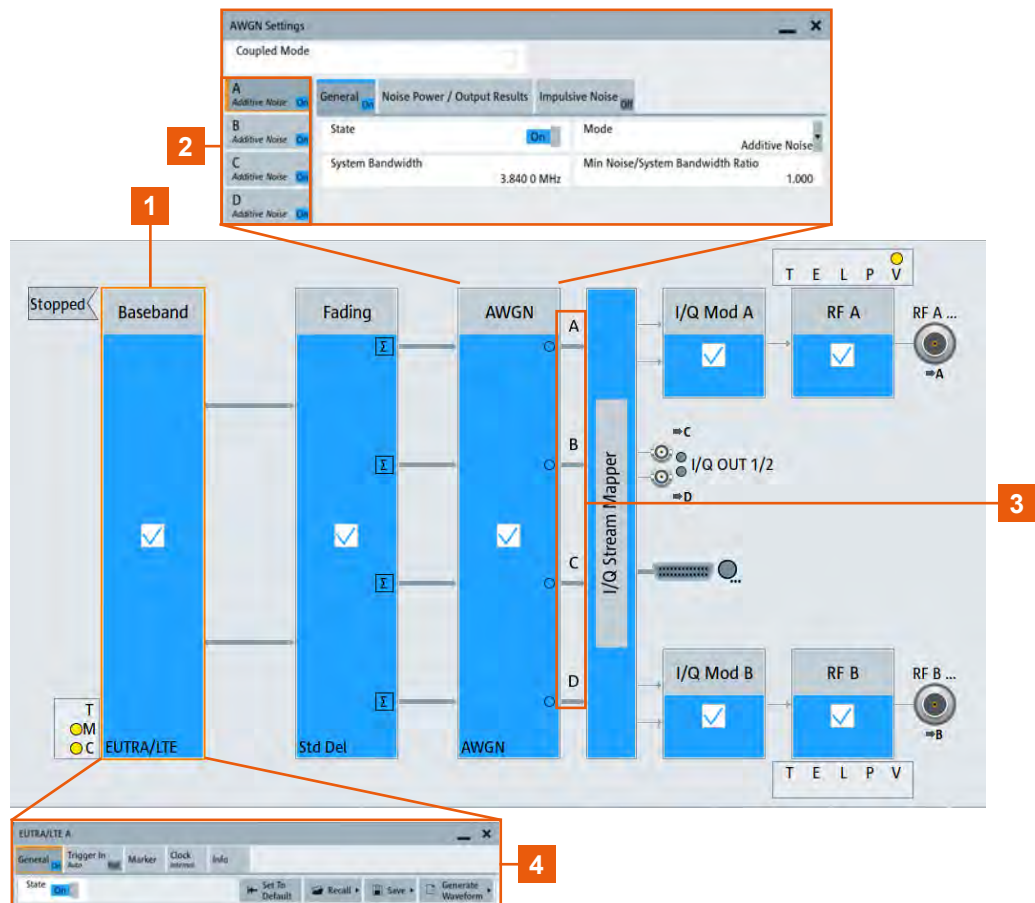 AWGN Settings
Coupled Mode
A
Additive Noise On
B
Additive Noise On
C
Additive Noise On
D
Additive Noise On
General On Noise Power / Output Results Impulsive Noise Off
State On Mode Additive Noise
System Bandwidth 3.840 0 MHz Min Noise/System Bandwidth Ratio 1.000
2
1
T E L P V
Stopped
Baseband
Fading
AWGN
A
I/Q Mod A
RF A
RF A ...
Σ
⇒A
B
⇒C
Σ
I/Q OUT 1/2
⇒D
I/Q Stream Mapper
3
C
Σ
...
D
I/Q Mod B
RF B
RF B ...
Σ
⇒B
T
M
C
EUTRA/LTE
Std Del
AWGN
T E L P V
EUTRA/LTE A
General On Trigger In Auto Marker Clock Internal Info
4
State On Set To Default Recall Save Generate Waveform